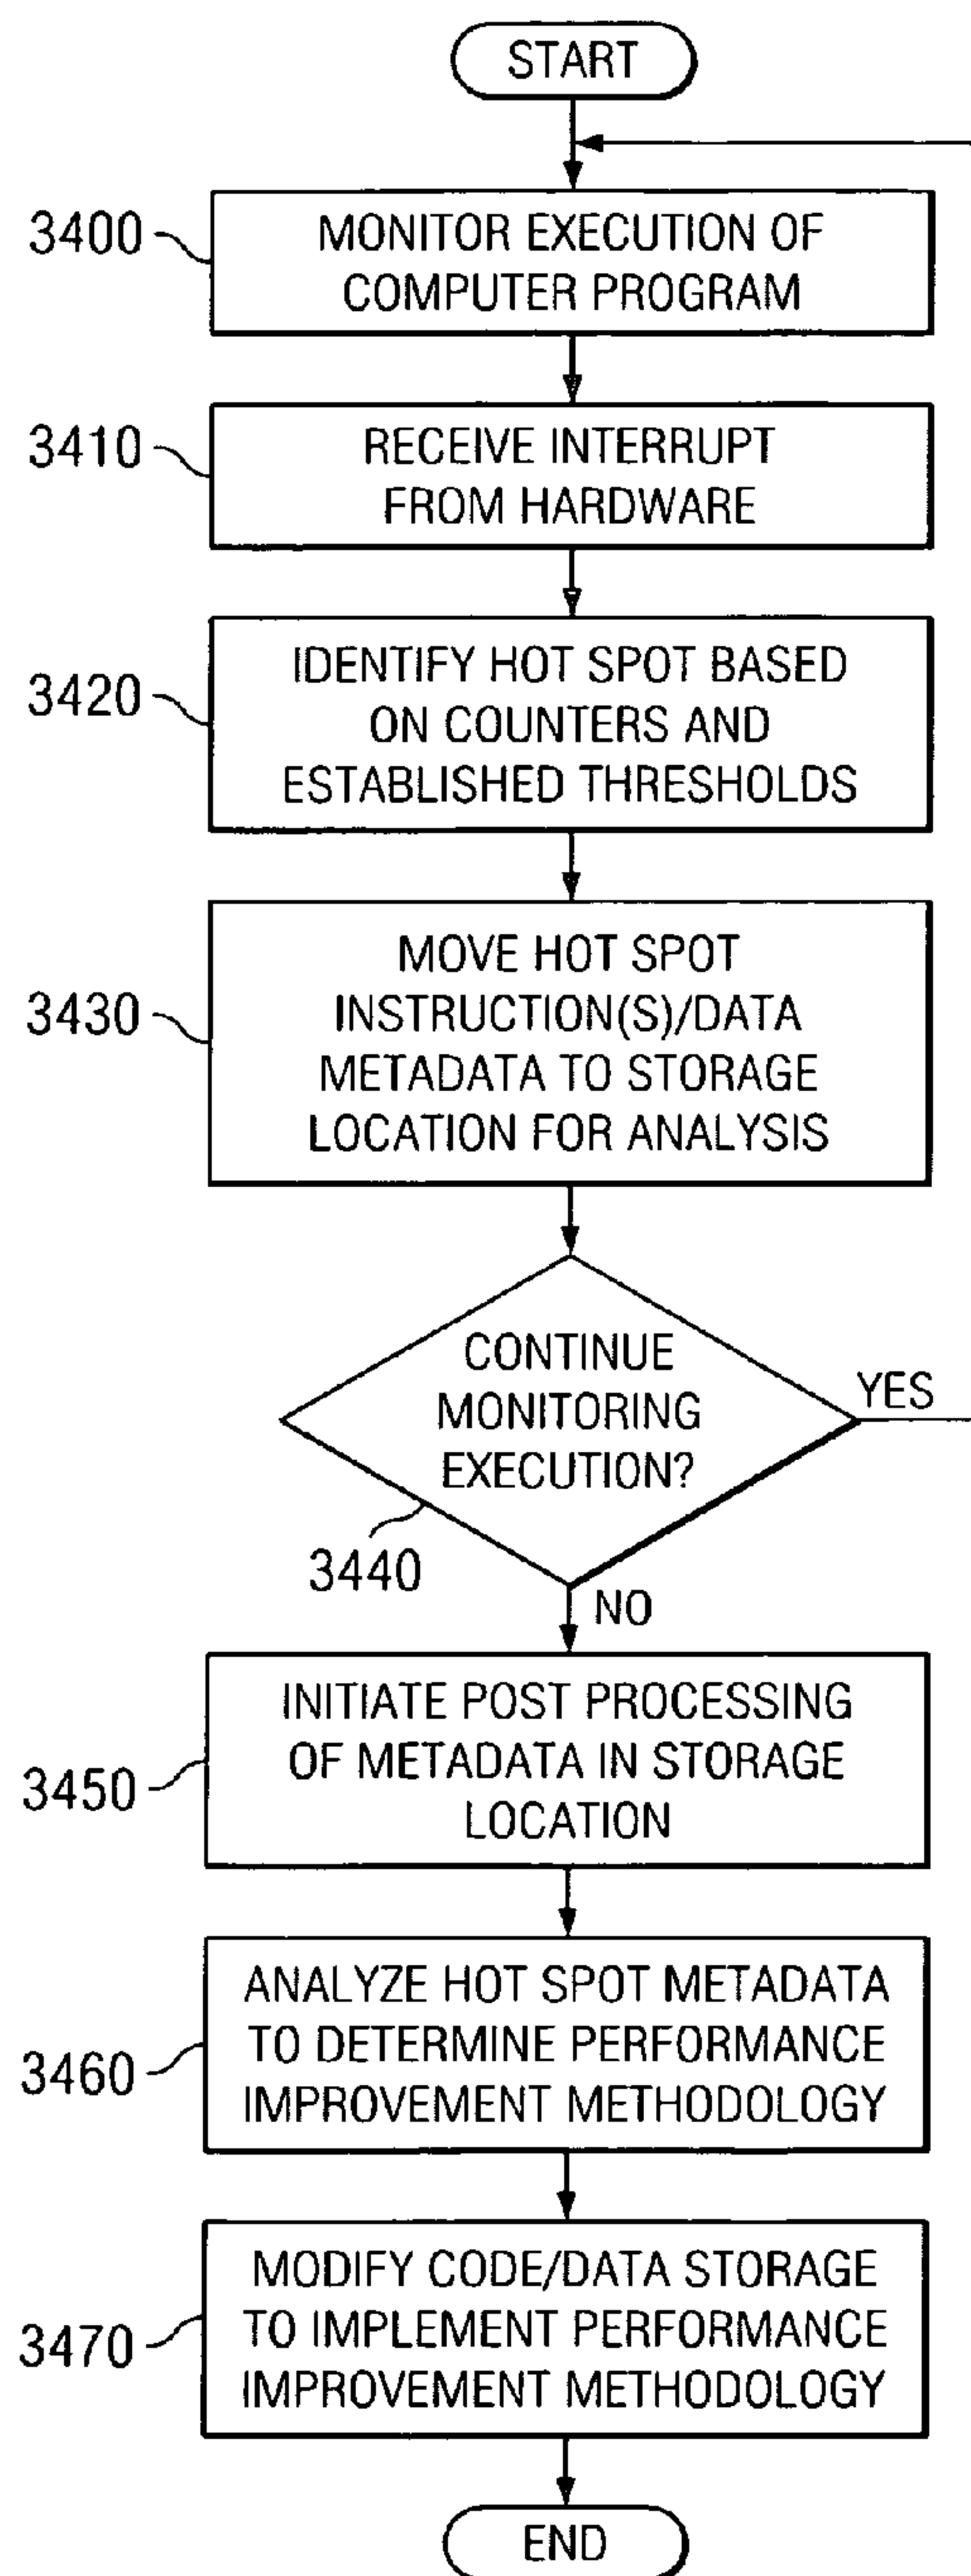 START
3400
MONITOR EXECUTION OF
COMPUTER PROGRAM
3410
RECEIVE INTERRUPT
FROM HARDWARE
3420
IDENTIFY HOT SPOT BASED
ON COUNTERS AND
ESTABLISHED THRESHOLDS
3430
MOVE HOT SPOT
INSTRUCTION(S)/DATA
METADATA TO STORAGE
LOCATION FOR ANALYSIS
CONTINUE
MONITORING
EXECUTION?
YES
3440
NO
3450
INITIATE POST PROCESSING
OF METADATA IN STORAGE
LOCATION
3460
ANALYZE HOT SPOT METADATA
TO DETERMINE PERFORMANCE
IMPROVEMENT METHODOLOGY
3470
MODIFY CODE/DATA STORAGE
TO IMPLEMENT PERFORMANCE
IMPROVEMENT METHODOLOGY
END